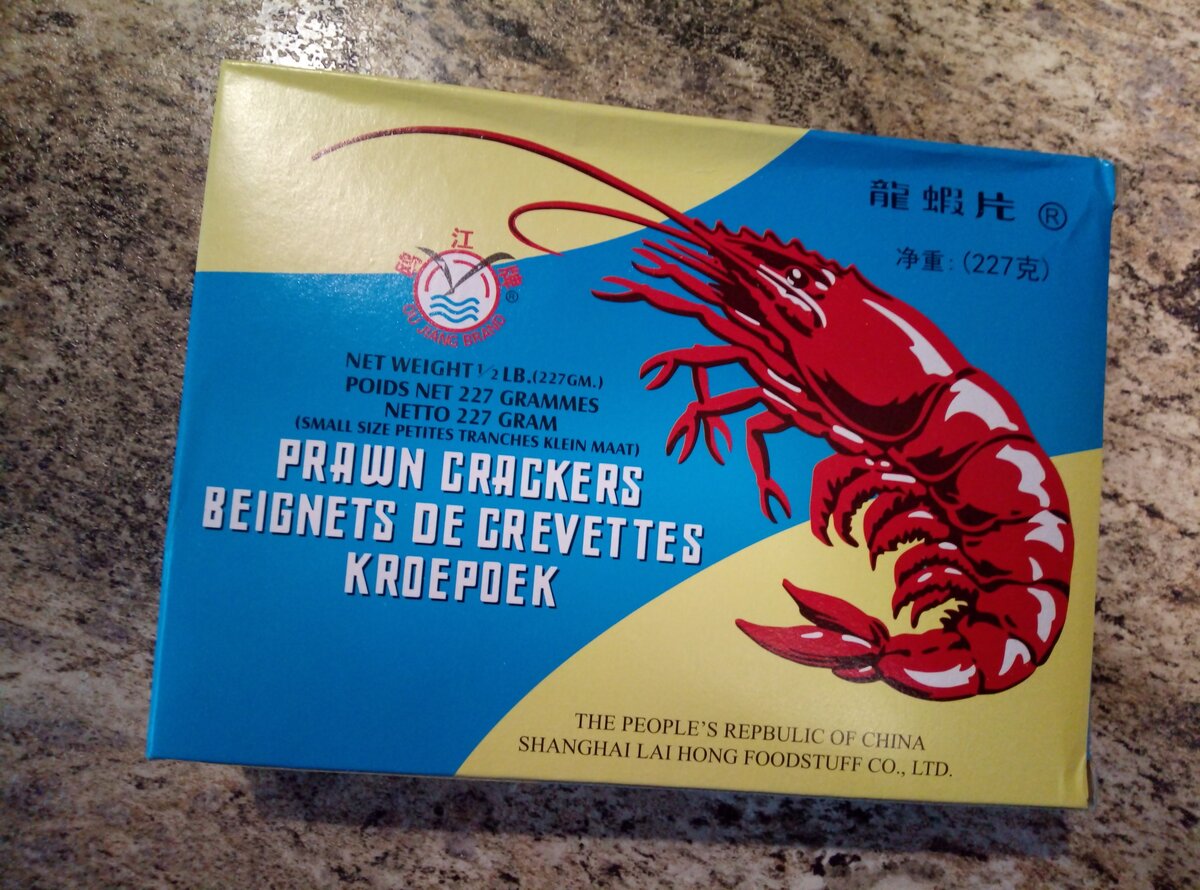 龍蝦片 ®
净重:(227克)
江
牌
®
OU JIANG BRAND
NET WEIGHT ½ LB.(227GM.)
POIDS NET 227 GRAMMES
NETTO 227 GRAM
(SMALL SIZE PETITES TRANCHES KLEIN MAAT)
PRAWN CRACKERS
BEIGNETS DE CREVETTES
KROEPOEK
THE PEOPLE'S REPBULIC OF CHINA
SHANGHAI LAI HONG FOODSTUFF CO., LTD.